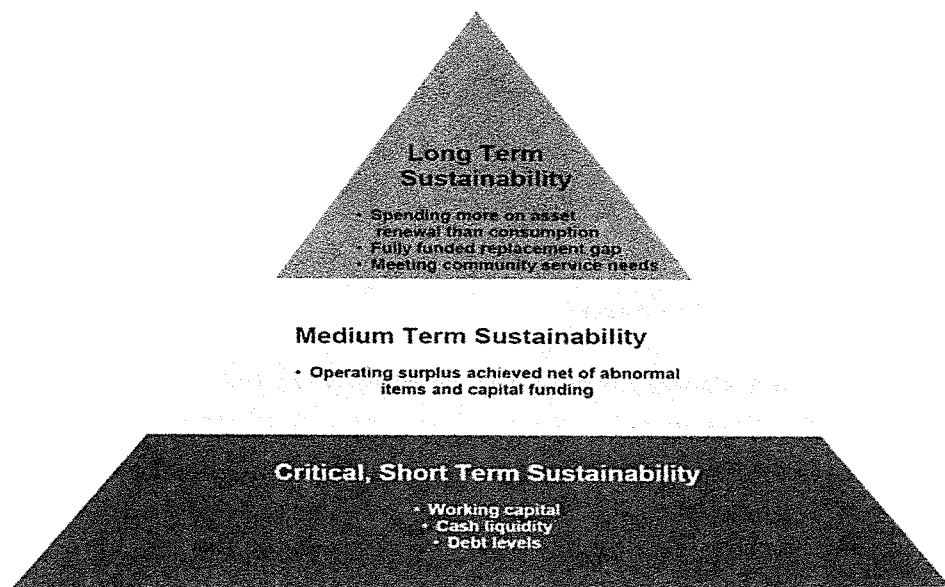 Long Term
Sustainability
• Spending more on asset
renewal than consumption
• Fully funded replacement gap
• Meeting community service needs
Medium Term Sustainability
• Operating surplus achieved net of abnormal
items and capital funding
Critical, Short Term Sustainability
• Working capital
• Cash liquidity
• Debt levels